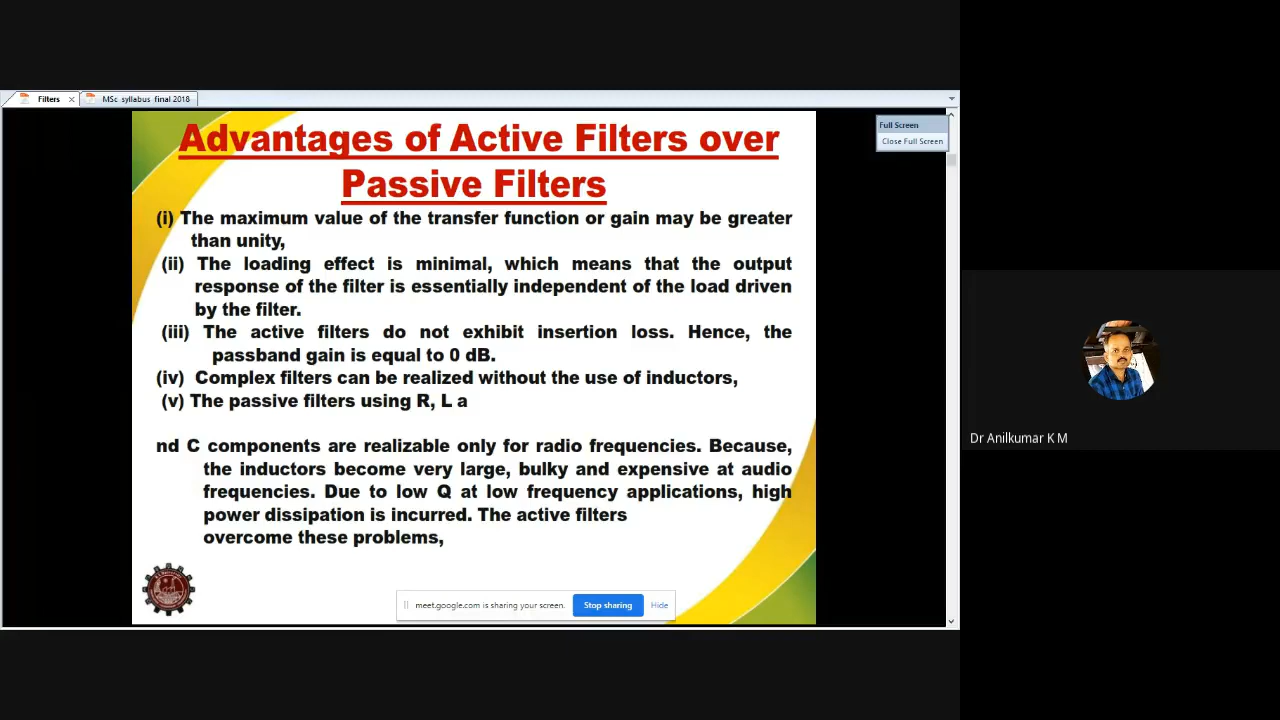 Filters
MSc syllabus final 2018
Full Screen
Close Full Screen
Advantages of Active Filters over
Passive Filters
(i) The maximum value of the transfer function or gain may be greater
than unity,
(ii) The loading effect is minimal, which means that the output
response of the filter is essentially independent of the load driven
by the filter.
(iii) The active filters do not exhibit insertion loss. Hence, the
passband gain is equal to 0 dB.
(iv) Complex filters can be realized without the use of inductors,
(v) The passive filters using R, L a
nd C components are realizable only for radio frequencies. Because,
the inductors become very large, bulky and expensive at audio
frequencies. Due to low Q at low frequency applications, high
power dissipation is incurred. The active filters
overcome these problems,
meet.google.com is sharing your screen.
Stop sharing
Hide
Dr Anilkumar K M